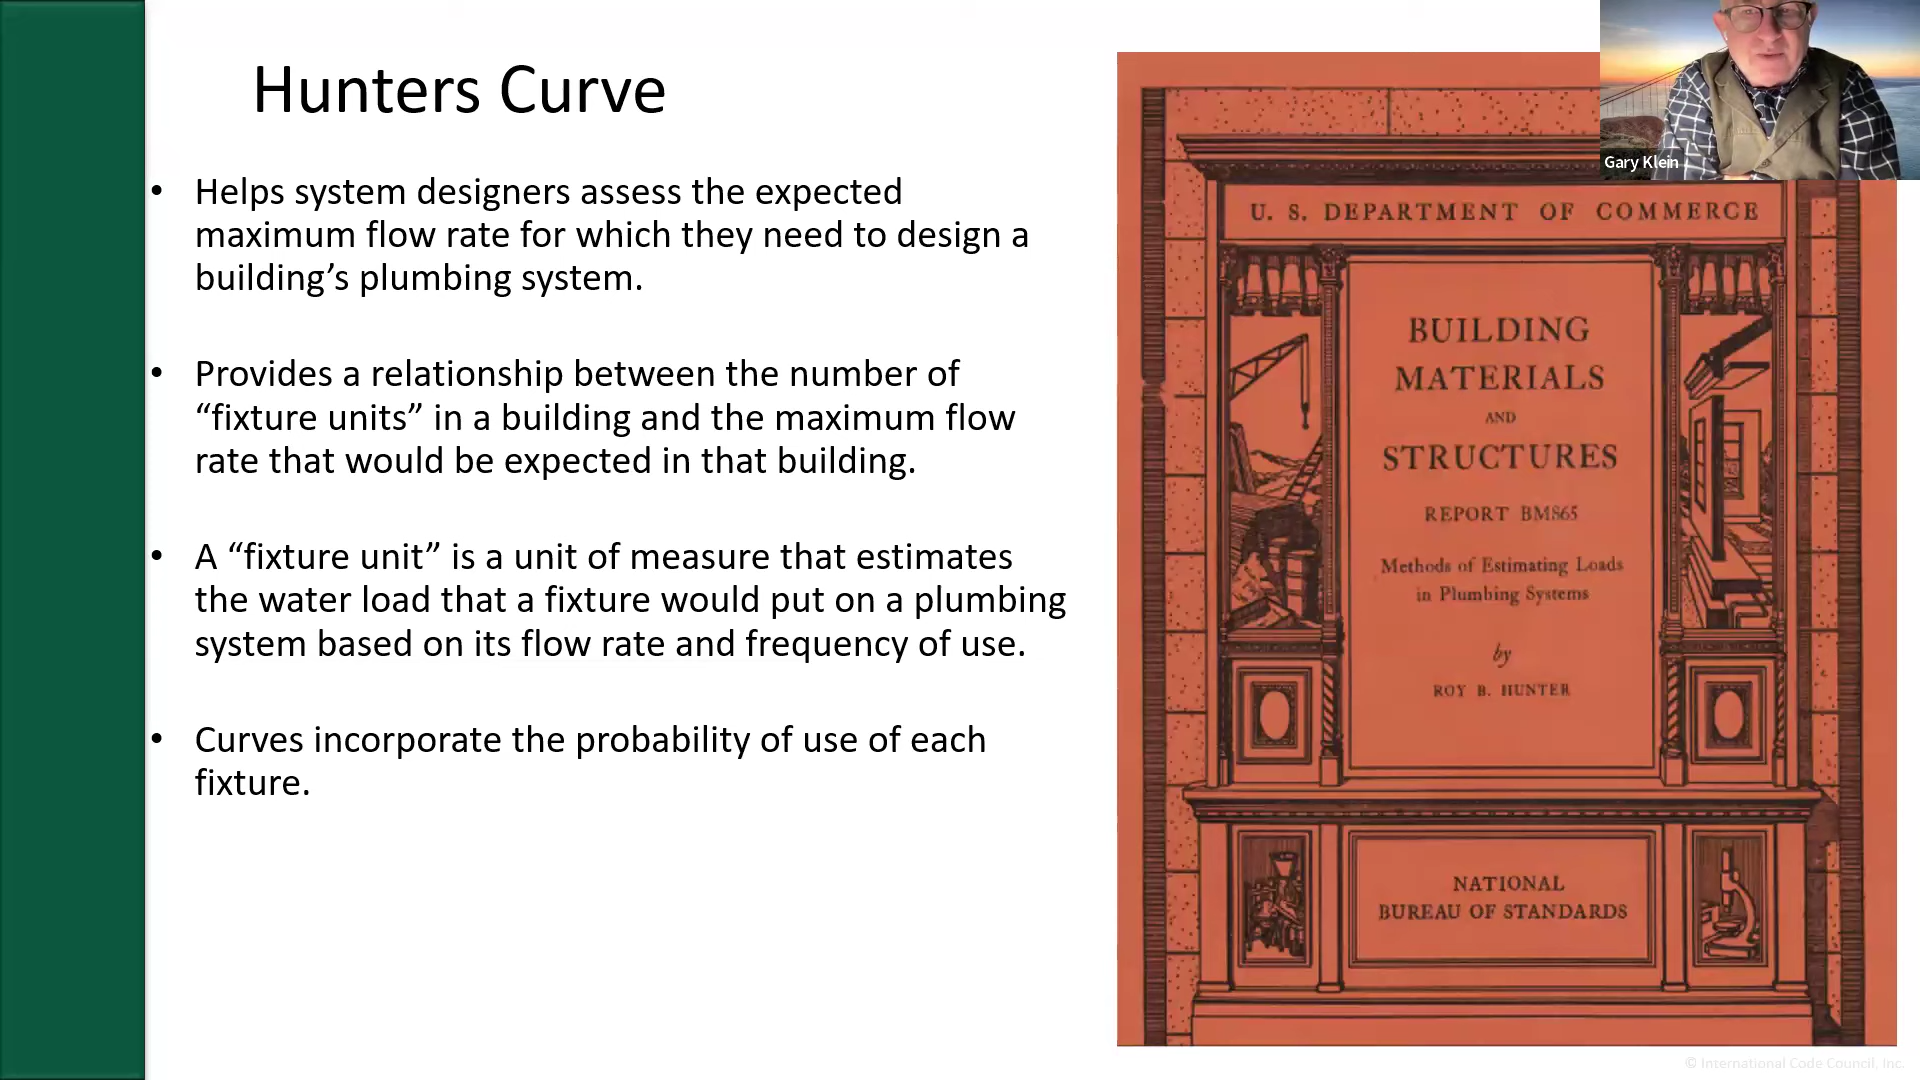 Hunters Curve
• Helps system designers assess the expected
maximum flow rate for which they need to design a
building’s plumbing system.
• Provides a relationship between the number of
“fixture units” in a building and the maximum flow
rate that would be expected in that building.
• A “fixture unit” is a unit of measure that estimates
the water load that a fixture would put on a plumbing
system based on its flow rate and frequency of use.
• Curves incorporate the probability of use of each
fixture.
Gary Klein
U. S. DEPARTMENT OF COMMERCE
BUILDING
MATERIALS
AND
STRUCTURES
REPORT BMS65
Methods of Estimating Loads
in Plumbing Systems
by
ROY B. HUNTER
NATIONAL
BUREAU OF STANDARDS
© International Code Council, Inc.